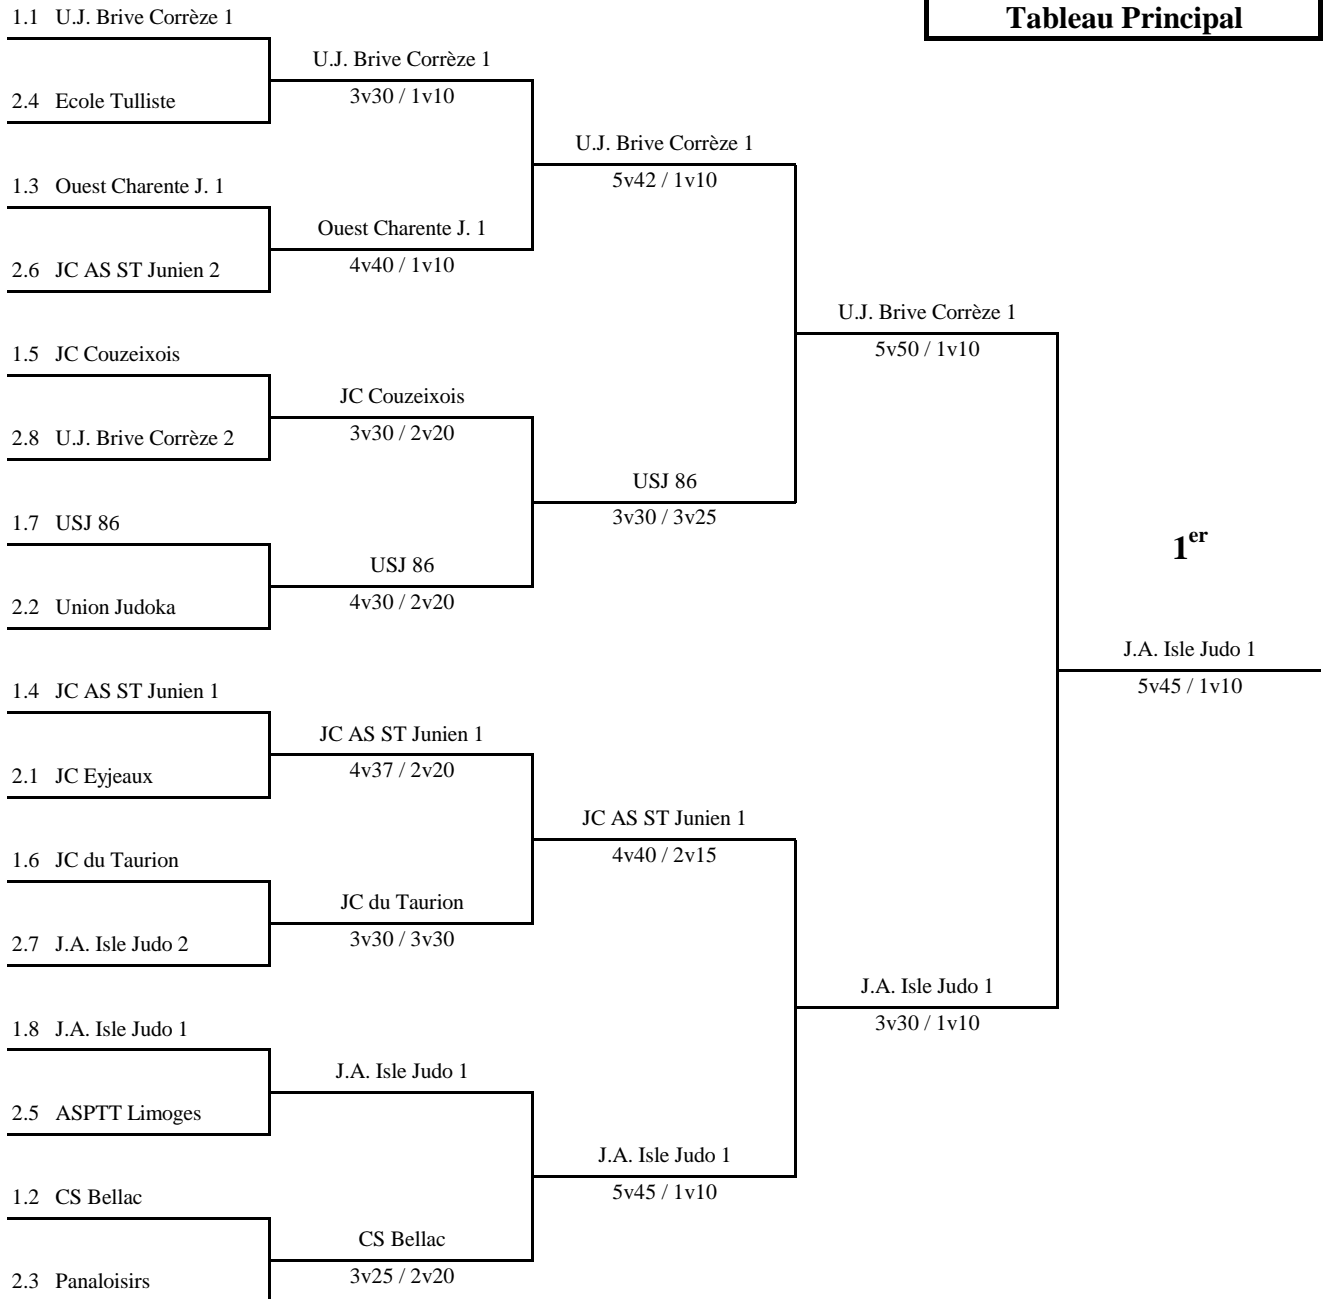 1.1 U.J. Brive Corrèze 1
Tableau Principal
U.J. Brive Corrèze 1
3v30 / 1v10
2.4 Ecole Tulliste
U.J. Brive Corrèze 1
5v42 / 1v10
1.3 Ouest Charente J. 1
Ouest Charente J. 1
4v40 / 1v10
2.6 JC AS ST Junien 2
U.J. Brive Corrèze 1
5v50 / 1v10
1.5 JC Couzeixois
JC Couzeixois
3v30 / 2v20
2.8 U.J. Brive Corrèze 2
USJ 86
3v30 / 3v25
1.7 USJ 86
1er
USJ 86
4v30 / 2v20
2.2 Union Judoka
J.A. Isle Judo 1
5v45 / 1v10
1.4 JC AS ST Junien 1
JC AS ST Junien 1
4v37 / 2v20
2.1 JC Eyjeaux
JC AS ST Junien 1
4v40 / 2v15
1.6 JC du Taurion
JC du Taurion
3v30 / 3v30
2.7 J.A. Isle Judo 2
J.A. Isle Judo 1
3v30 / 1v10
1.8 J.A. Isle Judo 1
J.A. Isle Judo 1
2.5 ASPTT Limoges
J.A. Isle Judo 1
5v45 / 1v10
1.2 CS Bellac
CS Bellac
3v25 / 2v20
2.3 Panaloisirs